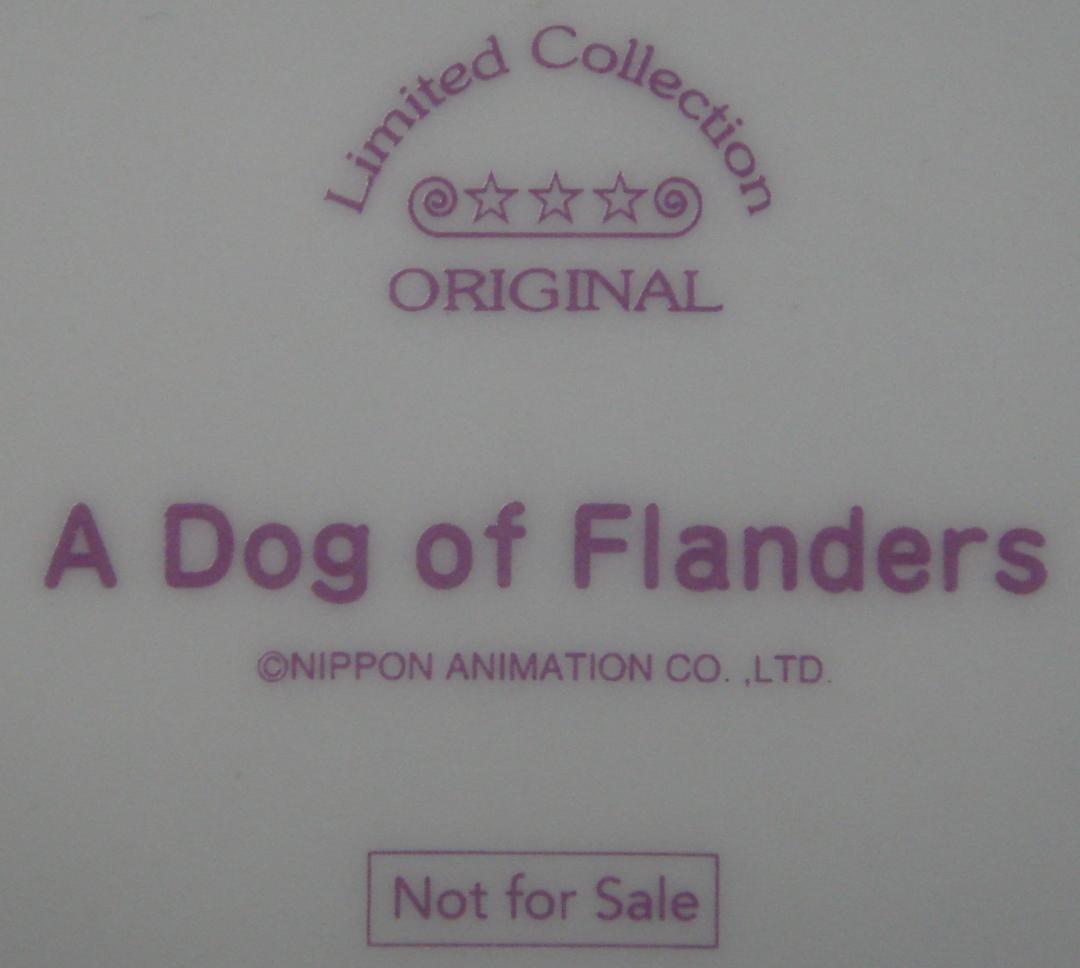 Limited Collection
ORIGINAL
A Dog of Flanders
©NIPPON ANIMATION CO. ,LTD.
Not for Sale